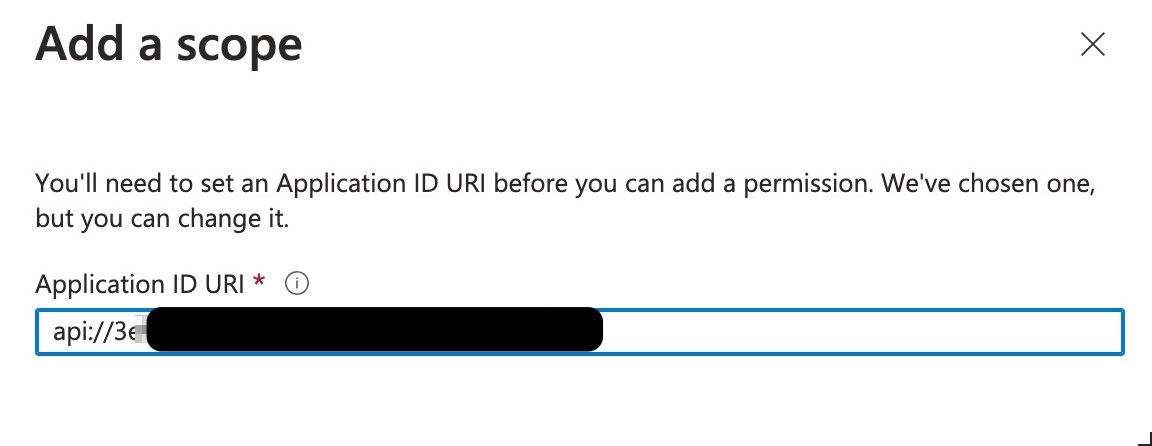 Add a scope
You'll need to set an Application ID URI before you can add a permission. We've chosen one,
but you can change it.
Application ID URI *
api://3e